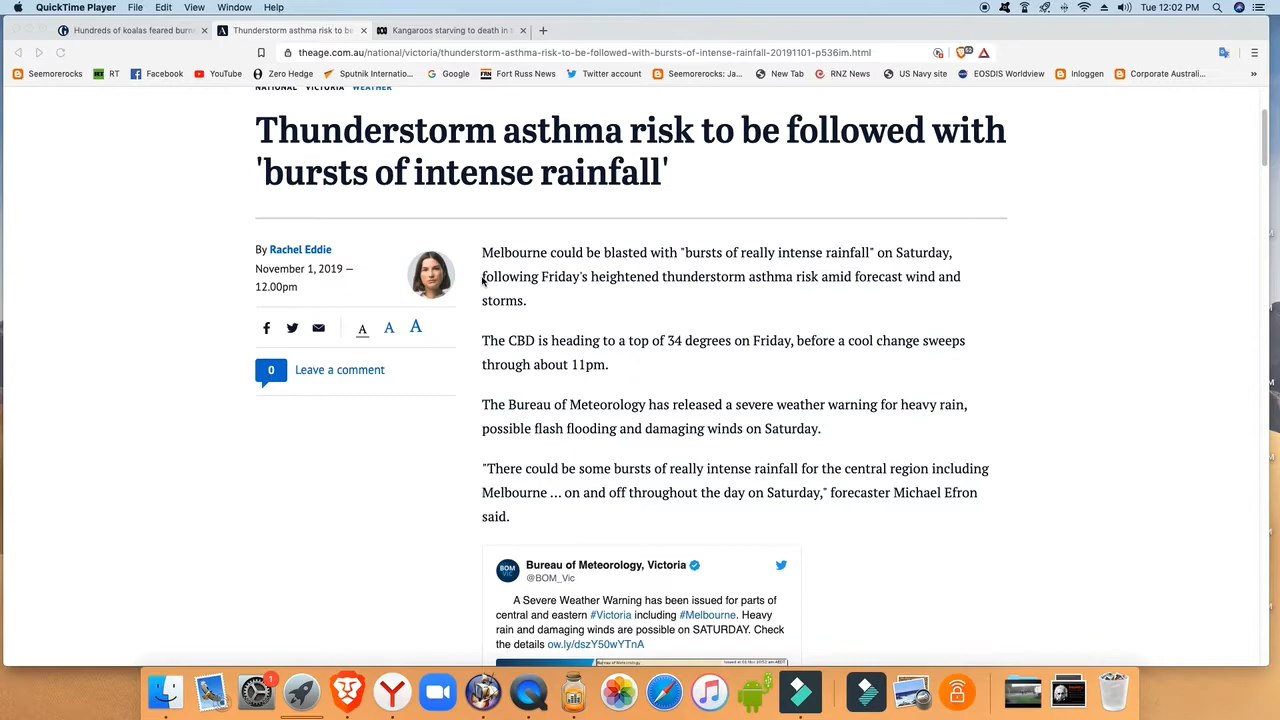 QuickTime Player File Edit View Window Help Tue 12:02 PM
Hundreds of koalas feared burn Thunderstorm asthma risk to be Kangaroos starving to death in
theage.com.au/national/victoria/thunderstorm-asthma-risk-to-be-followed-with-bursts-of-intense-rainfall-20191101-p536im.html
Seemorerocks RT Facebook YouTube Zero Hedge Sputnik Internatio... Google Fort Russ News Twitter account Seemorerocks: Ja... New Tab RNZ News US Navy site EOSDIS Worldview Inloggen Corporate Australi... »
NATIONAL VICTORIA WEATHER
Thunderstorm asthma risk to be followed with
'bursts of intense rainfall'
By Rachel Eddie
November 1, 2019 —
12.00pm
A A A
0 Leave a comment
Melbourne could be blasted with "bursts of really intense rainfall" on Saturday,
following Friday's heightened thunderstorm asthma risk amid forecast wind and
storms.
The CBD is heading to a top of 34 degrees on Friday, before a cool change sweeps
through about 11pm.
The Bureau of Meteorology has released a severe weather warning for heavy rain,
possible flash flooding and damaging winds on Saturday.
"There could be some bursts of really intense rainfall for the central region including
Melbourne ... on and off throughout the day on Saturday," forecaster Michael Efron
said.
BOM VIC
Bureau of Meteorology, Victoria
@BOM_Vic
A Severe Weather Warning has been issued for parts of
central and eastern #Victoria including #Melbourne. Heavy
rain and damaging winds are possible on SATURDAY. Check
the details ow.ly/dszY50wYTnA
Bureau of Meteorology
1